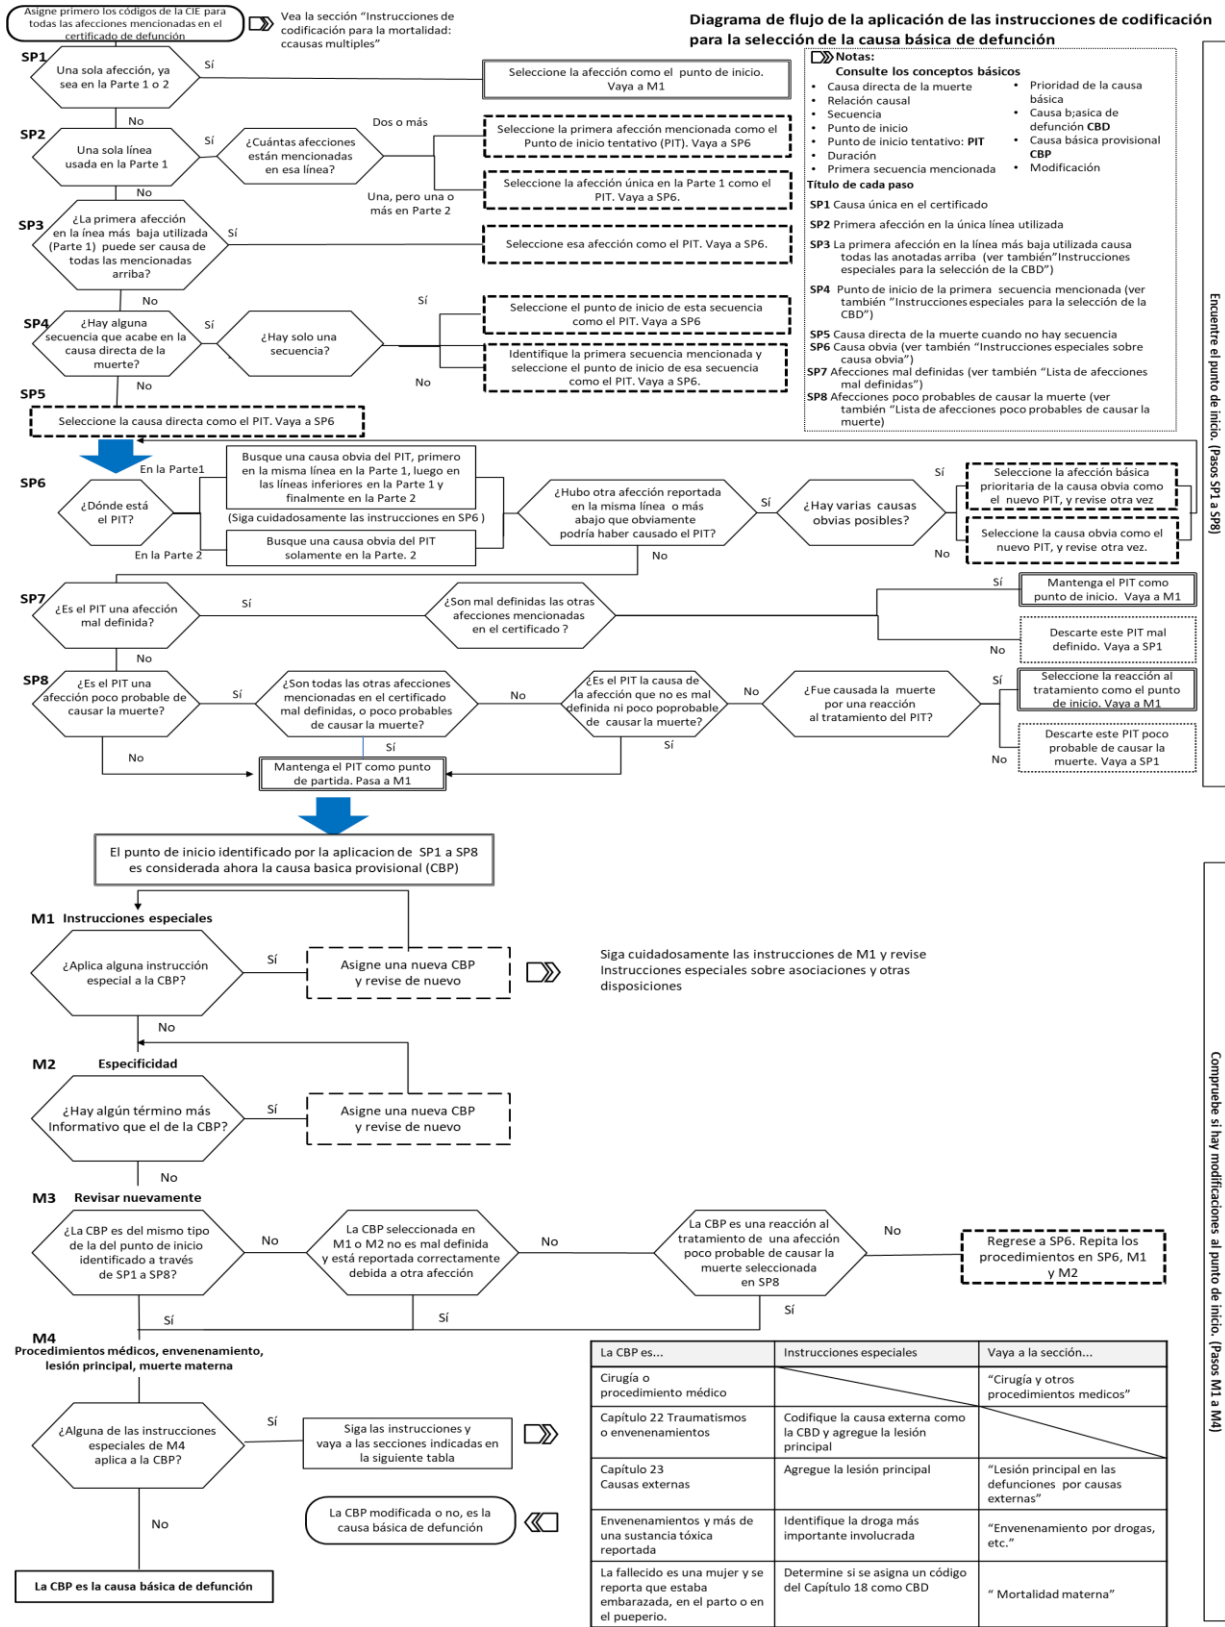 Asigne primero los códigos de la CIE para
todas las afecciones mencionadas en el
certificado de defunción
Vea la sección “Instrucciones de
codificación para la mortalidad:
ccausas multiples”
Diagrama de flujo de la aplicación de las instrucciones de codificación
para la selección de la causa básica de defunción
SP1
Una sola afección, ya
sea en la Parte 1 o 2
Sí
Seleccione la afección como el punto de inicio.
Vaya a M1
No
SP2
Una sola línea
usada en la Parte 1
Sí
¿Cuántas afecciones
están mencionadas
en esa línea?
Dos o más
Seleccione la primera afección mencionada como el
Punto de inicio tentativo (PIT). Vaya a SP6
Una, pero una o
más en Parte 2
Seleccione la afección única en la Parte 1 como el
PIT. Vaya a SP6.
No
SP3
¿La primera afección
en la ínea más baja utilizada
(Parte 1) puede ser causa de
todas las mencionadas
arriba?
Sí
Seleccione esa afección como el PIT. Vaya a SP6.
No
SP4
¿Hay alguna
secuencia que acabe en la
causa directa de la
muerte?
Sí
¿Hay solo una
secuencia?
Sí
Seleccione el punto de inicio de esta secuencia
como el PIT. Vaya a SP6
No
Identifique la primera secuencia mencionada y
seleccione el punto de inicio de esa secuencia
como el PIT. Vaya a SP6.
No
SP5
Seleccione la causa directa como el PIT. Vaya a SP6
Notas:
Consulte los conceptos básicos
• Causa directa de la muerte
• Relación causal
• Secuencia
• Punto de inicio
• Punto de inicio tentativo: PIT
• Duración
• Primera secuencia mencionada
• Prioridad de la causa
básica
• Causa b;asica de
defunción CBD
• Causa básica provisional
CBP
• Modificación
Título de cada paso
SP1 Causa única en el certificado
SP2 Primera afección en la única línea utilizada
SP3 La primera afección en la línea más baja utilizada causa
todas las anotadas arriba (ver también”Instrucciones
especiales para la selección de la CBD”)
SP4 Punto de inicio de la primera secuencia mencionada (ver
también “Instrucciones especiales para la selección de la
CBD”)
SP5 Causa directa de la muerte cuando no hay secuencia
SP6 Causa obvia (ver también “Instrucciones especiales sobre
causa obvia”)
SP7 Afecciones mal definidas (ver también “Lista de afecciones
mal definidas”)
SP8 Afecciones poco probables de causar la muerte (ver
también “Lista de afecciones poco probables de causar la
muerte)
Encuentre el punto de inicio. (Pasos SP1 a SP8)
SP6
¿Dónde está
el PIT?
En la Parte1
Busque una causa obvia del PIT, primero
en la misma línea en la Parte 1, luego en
las líneas inferiores en la Parte 1 y
finalmente en la Parte 2
(Siga cuidadosamente las instrucciones en SP6 )
En la Parte 2
Busque una causa obvia del PIT
solamente en la Parte. 2
¿Hubo otra afección reportada
en la misma línea o más
abajo que obviamente
podría haber causado el PIT?
Sí
¿Hay varias causas
obvias posibles?
Sí
Seleccione la afección básica
prioritaria de la causa obvia como
el nuevo PIT, y revise otra vez
No
Seleccione la causa obvia como el
nuevo PIT, y revise otra vez.
No
SP7
¿Es el PIT una afección
mal definida?
Sí
¿Son mal definidas las otras
afecciones mencionadas
en el certificado ?
Sí
Mantenga el PIT como
punto de inicio. Vaya a M1
No
Descarte este PIT mal
definido. Vaya a SP1
No
SP8
¿Es el PIT una
afección poco probable de
causar la muerte?
Sí
¿Son todas las otras afecciones
mencionadas en el certificado
mal definidas, o poco probables
de causar la muerte?
No
¿Es el PIT la causa de
la afección que no es mal
definida ni poco poprobable
de causar la muerte?
No
¿Fue causada la muerte
por una reacción
al tratamiento del PIT?
Sí
Seleccione la reacción al
tratamiento como el punto
de inicio. Vaya a M1
No
Descarte este PIT poco
probable de causar la
muerte. Vaya a SP1
No
Sí
Sí
Mantenga el PIT como punto
de partida. Pasa a M1
El punto de inicio identificado por la aplicacion de SP1 a SP8
es considerada ahora la causa basica provisional (CBP)
M1 Instrucciones especiales
¿Aplica alguna instrucción
especial a la CBP?
Sí
Asigne una nueva CBP
y revise de nuevo
Siga cuidadosamente las instrucciones de M1 y revise
Instrucciones especiales sobre asociaciones y otras
disposiciones
No
M2 Especificidad
¿Hay algún término más
Informativo que el de la CBP?
Sí
Asigne una nueva CBP
y revise de nuevo
No
M3 Revisar nuevamente
¿La CBP es del mismo tipo
de la del punto de inicio
identificado a través
de SP1 a SP8?
No
La CBP seleccionada en
M1 o M2 no es mal definida
y está reportada correctamente
debida a otra afección
No
La CBP es una reacción al
tratamiento de una afección
poco probable de causar la
muerte seleccionada
en SP8
No
Regrese a SP6. Repita los
procedimientos en SP6, M1
y M2
Sí
Sí
Sí
M4
Procedimientos médicos, envenenamiento,
lesión principal, muerte materna
¿Alguna de las instrucciones
especiales de M4
aplica a la CBP?
Sí
Siga las instrucciones y
vaya a las secciones indicadas en
la siguiente tabla
La CBP modificada o no, es la
causa básica de defunción
No
La CBP es la causa básica de defunción
La CBP es...
Instrucciones especiales
Vaya a la sección...
Cirugía o
procedimiento médico
“Cirugía y otros
procedimientos medicos”
Capítulo 22 Traumatismos
o envenenamientos
Codifique la causa externa como
la CBD y agregue la lesión
principal
Capítulo 23
Causas externas
Agregue la lesión principal
“Lesión principal en las
defunciones por causas
externas”
Envenenamientos y más de
una sustancia tóxica
reportada
Identifique la droga más
importante involucrada
“Envenenamiento por drogas,
etc.”
La fallecido es una mujer y se
reporta que estaba
embarazada, en el parto o en
el pueperio.
Determine si se asigna un código
del Capítulo 18 como CBD
“ Mortalidad materna”
Compruebe si hay modificaciones al punto de inicio. (Pasos M1 a M4)